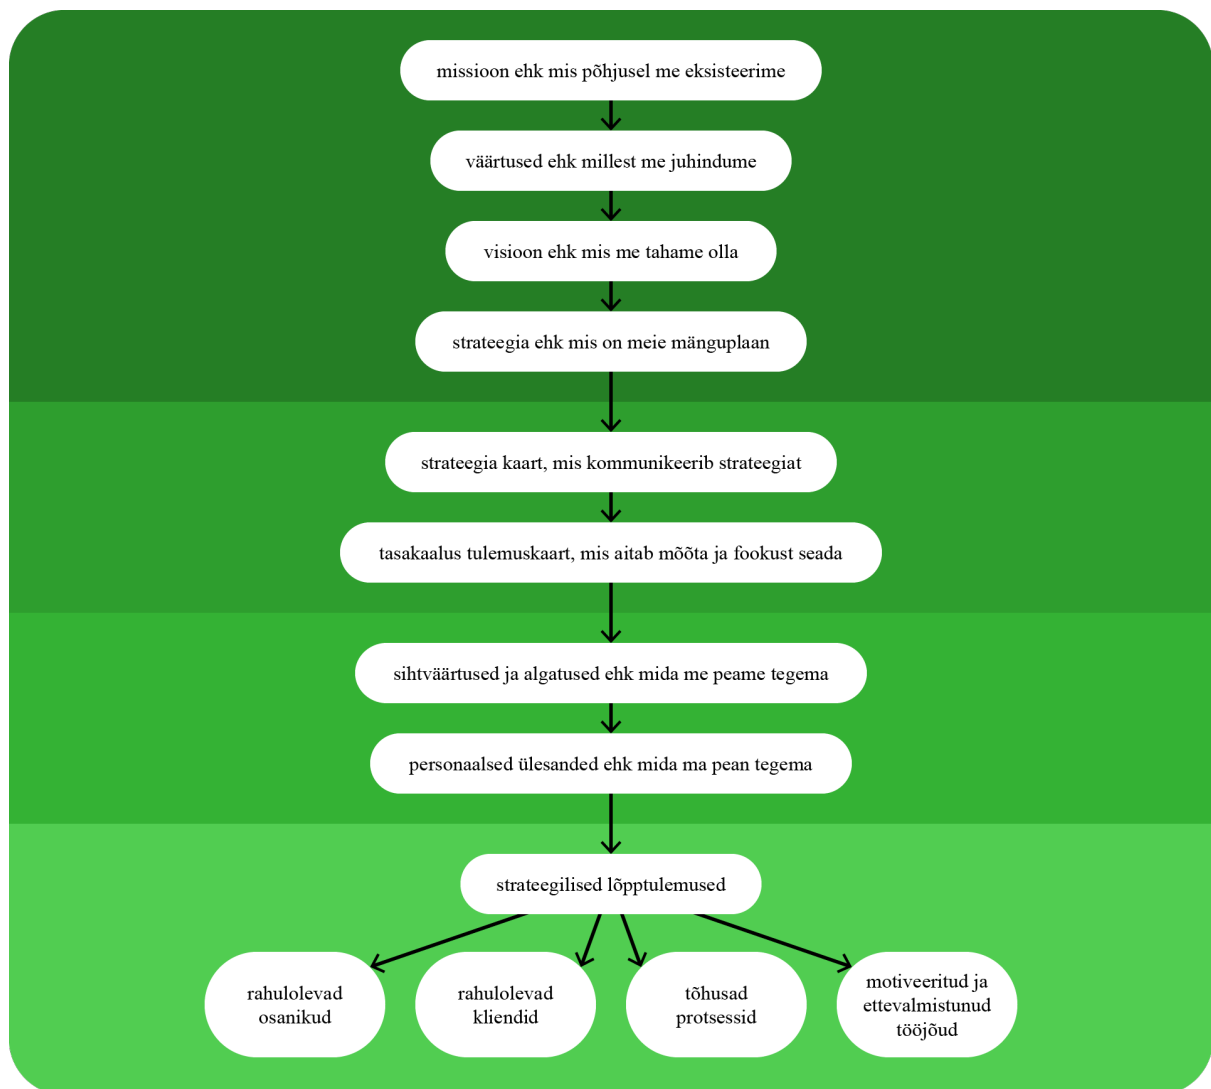 missioon ehk mis põhjusel me eksisteerime
väärtused ehk millest me juhindume
visioon ehk mis me tahame olla
strateegia ehk mis on meie mänguplaan
strateegia kaart, mis kommunikeerib strateegiat
tasakaalus tulemuskaart, mis aitab mõõta ja fookust seada
sihtväärtused ja algatused ehk mida me peame tegema
personaalsed ülesanded ehk mida ma pean tegema
strateegilised lõpptulemused
rahulolevad
osanikud
rahulolevad
kliendid
tõhusad
protsessid
motiveeritud ja
ettevalmistunud
tööjõud